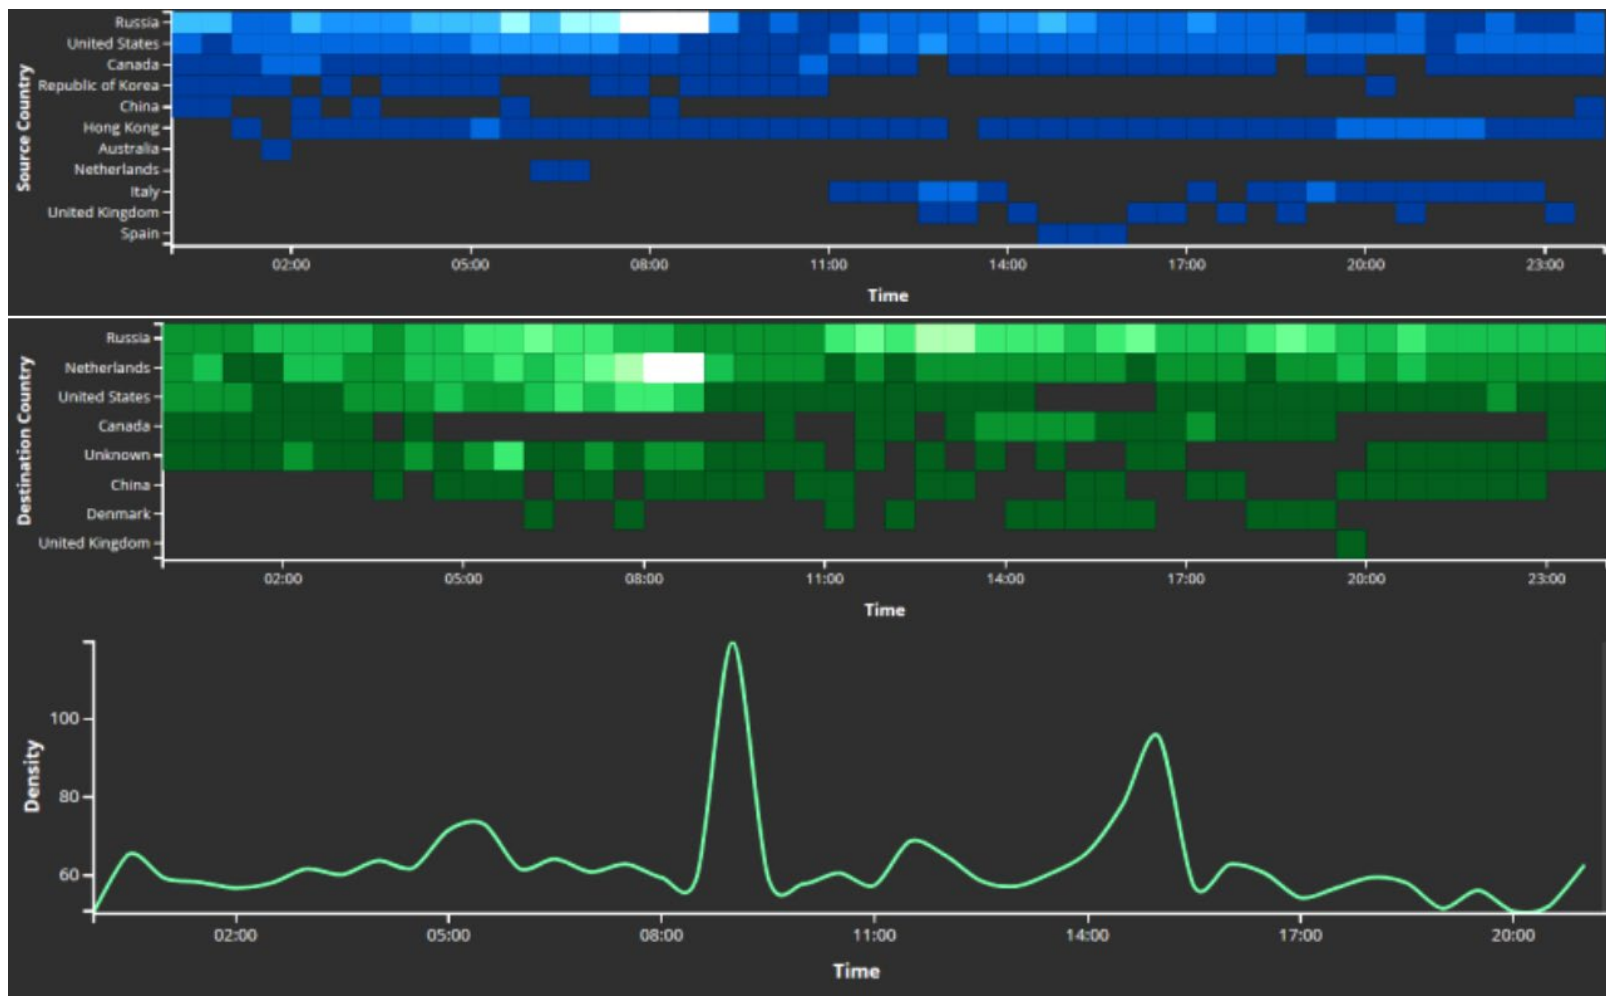 Source Country
Russia
United States
Canada
Republic of Korea
China
Hong Kong
Australia
Netherlands
Italy
United Kingdom
Spain
02:00 05:00 08:00 11:00 14:00 17:00 20:00 23:00
Time
Destination Country
Russia
Netherlands
United States
Canada
Unknown
China
Denmark
United Kingdom
02:00 05:00 08:00 11:00 14:00 17:00 20:00 23:00
Time
Density
100
80
60
02:00 05:00 08:00 11:00 14:00 17:00 20:00
Time